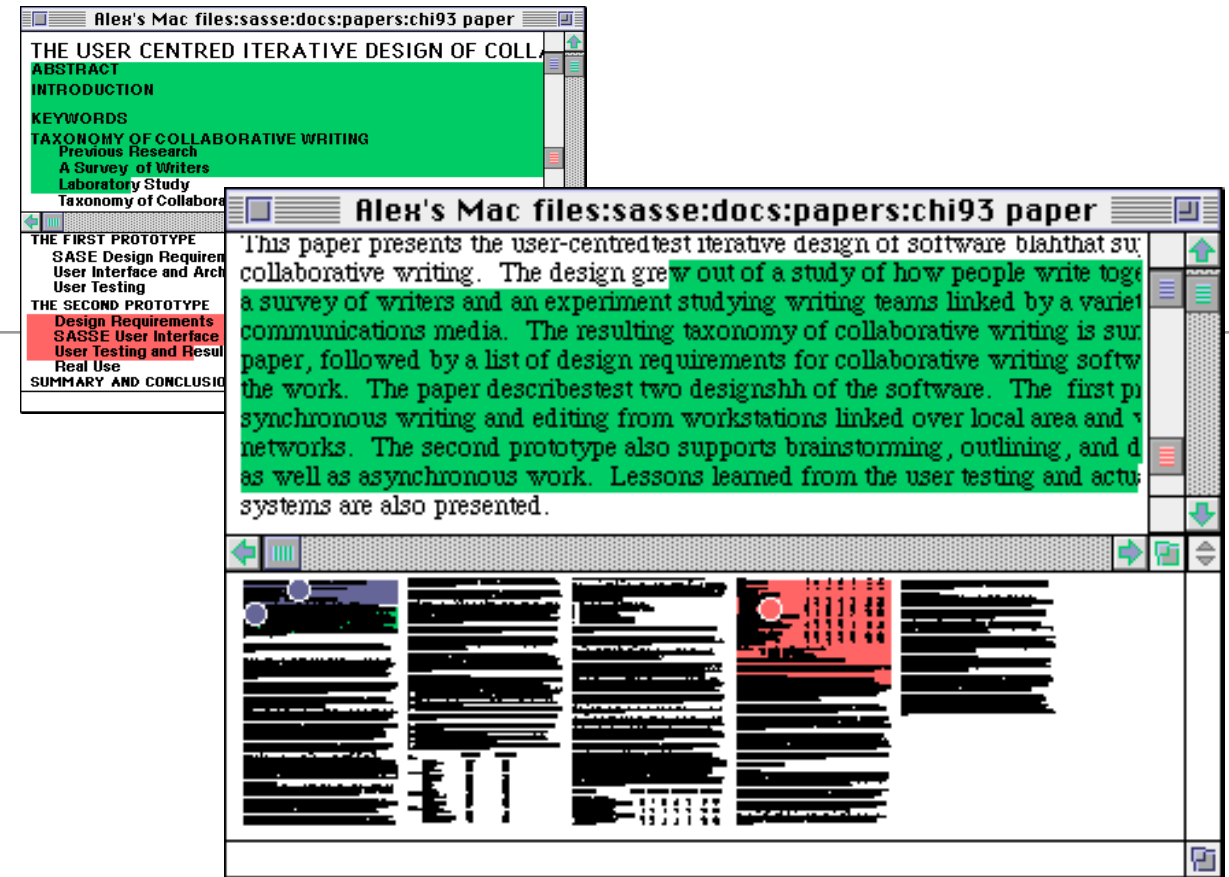 Alex's Mac files:sasse:docs:papers:chi93 paper
THE USER CENTRED ITERATIVE DESIGN OF COLL
ABSTRACT
INTRODUCTION
KEYWORDS
TAXONOMY OF COLLABORATIVE WRITING
Previous Research
A Survey of Writers
Laboratory Study
Taxonomy of Collabora
THE FIRST PROTOTYPE
SASE Design Requirem
User Interface and Arch
User Testing
THE SECOND PROTOTYPE
Design Requirements
SASSE User Interface
User Testing and Resul
Real Use
SUMMARY AND CONCLUSIO
Alex's Mac files:sasse:docs:papers:chi93 paper
This paper presents the user-centredtest iterative design of software blahthat sup
collaborative writing. The design grew out of a study of how people write toge
a survey of writers and an experiment studying writing teams linked by a variet
communications media. The resulting taxonomy of collaborative writing is sum
paper, followed by a list of design requirements for collaborative writing softw
the work. The paper describestest two designshh of the software. The first pr
synchronous writing and editing from workstations linked over local area and
networks. The second prototype also supports brainstorming, outlining, and d
as well as asynchronous work. Lessons learned from the user testing and actu
systems are also presented.